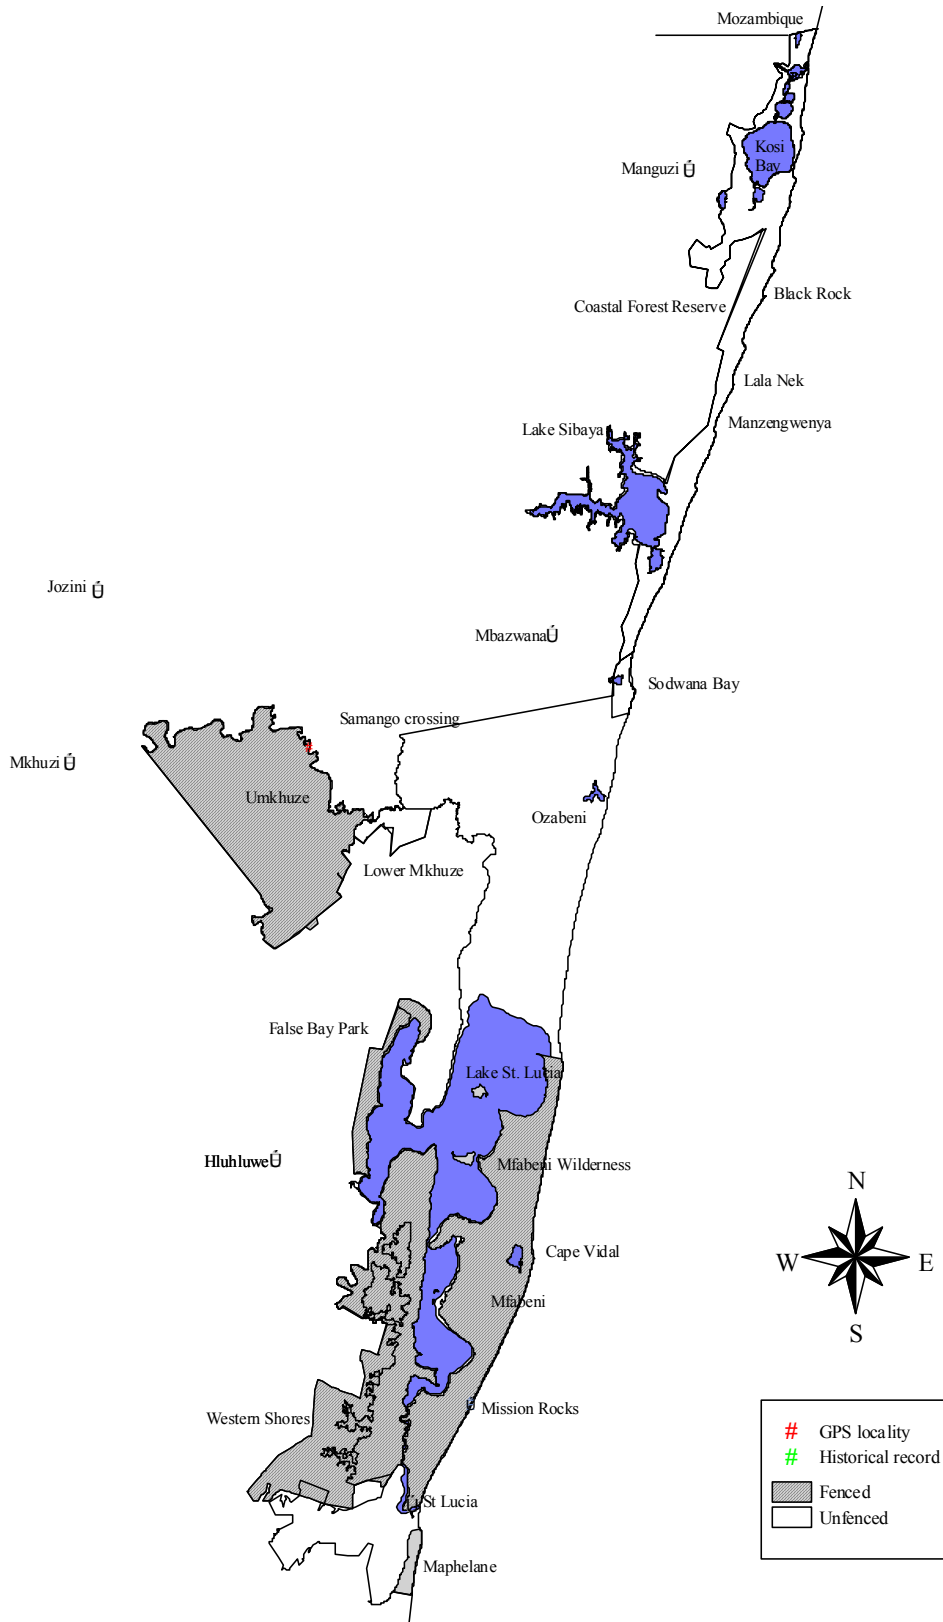 Mozambique
Kosi
Bay
Manguzi
Coastal Forest Reserve
Black Rock
Lala Nek
Manzengwenya
Lake Sibaya
Jozini
Mbazwana
Sodwana Bay
Samango crossing
Mkhuzi
Umkhuze
Ozabeni
Lower Mkhuze
False Bay Park
Lake St. Lucia
Hluhluwe
Mfabeni Wilderness
Cape Vidal
Mfabeni
Mission Rocks
Western Shores
St Lucia
Maphelane
N
W
E
S
# GPS locality
# Historical record
Fenced
Unfenced